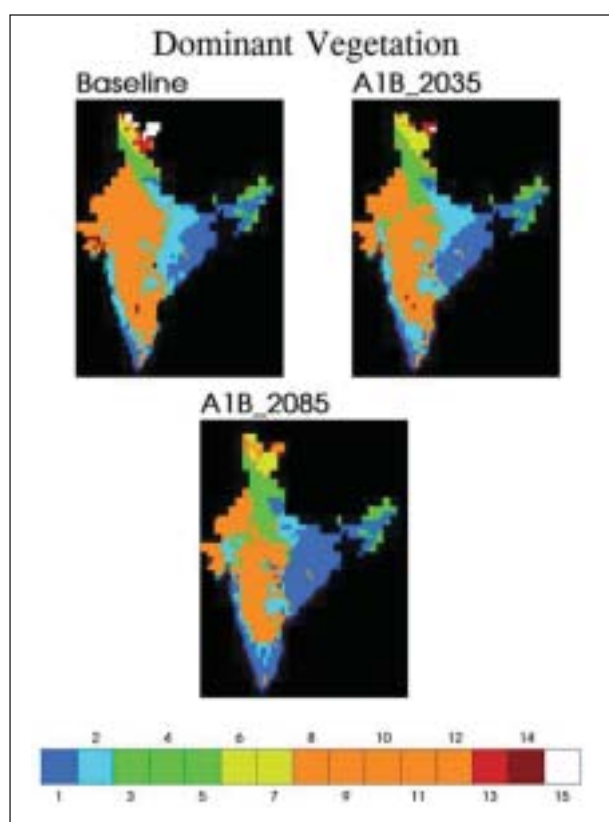 Dominant Vegetation
Baseline
A1B_2035
A1B_2085
2 4 6 8 10 12 14
1 3 5 7 9 11 13 15